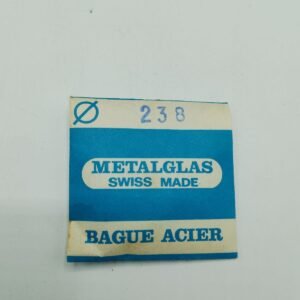 Ø 238
METALGLAS
SWISS MADE
BAGUE ACIER